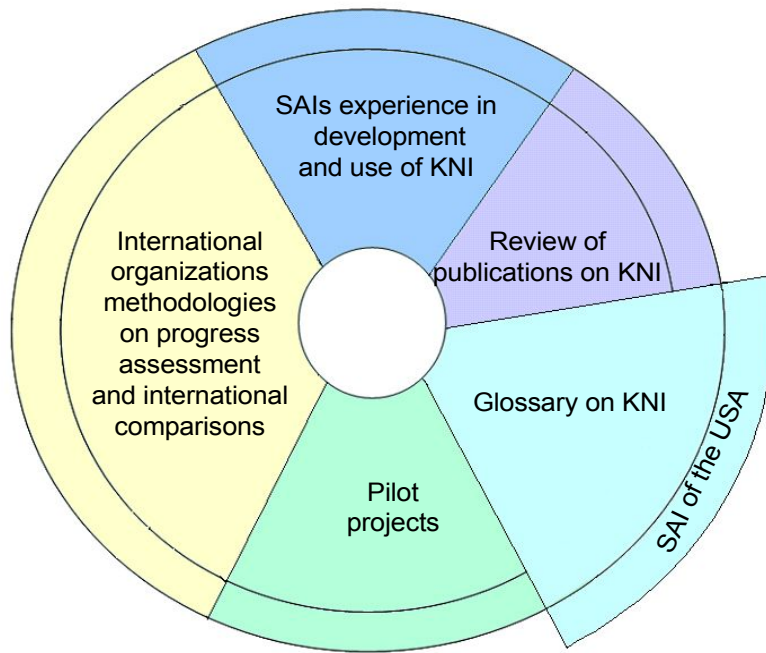 SAIs experience in
development
and use of KNI
Review of
publications on KNI
International
organizations
methodologies
on progress
assessment
and international
comparisons
Glossary on KNI
SAI of the USA
Pilot
projects